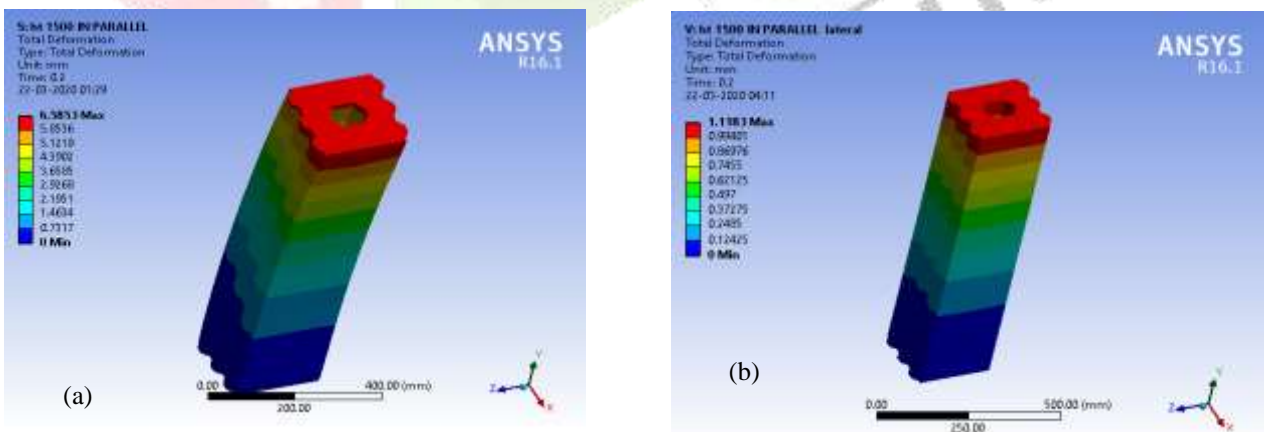 S: ht 1500 IN PARALLEL
Total Deformation
Type: Total Deformation
Unit: mm
Time: 0.2
22-03-2020 01:29
6.5853 Max
5.8536
5.1219
4.3902
3.6585
2.9268
2.1951
1.4634
0.7317
0 Min
ANSYS
R16.1
0.00
400.00 (mm)
200.00
Z
Y
X
(a)
V: ht 1500 IN PARALLEL lateral
Total Deformation
Type: Total Deformation
Unit: mm
Time: 0.2
22-03-2020 04:11
1.1183 Max
0.99401
0.86976
0.7455
0.62125
0.497
0.37275
0.2485
0.12425
0 Min
ANSYS
R16.1
0.00
500.00 (mm)
250.00
Z
Y
X
(b)